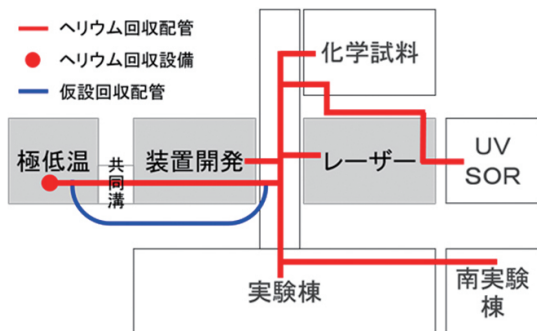 ヘリウム回収配管
ヘリウム回収設備
仮設回収配管
化学試料
極低温
共同溝
装置開発
レーザー
UV
SOR
実験棟
南実験
棟